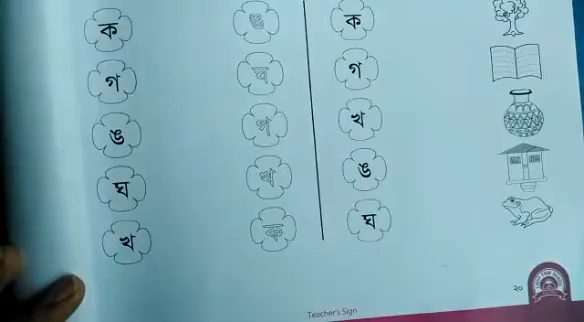 ক ঙ ক
গ ঘ গ
ঙ গ খ
ঘ খ ঙ
খ ক ঘ
২০
Teacher's Sign